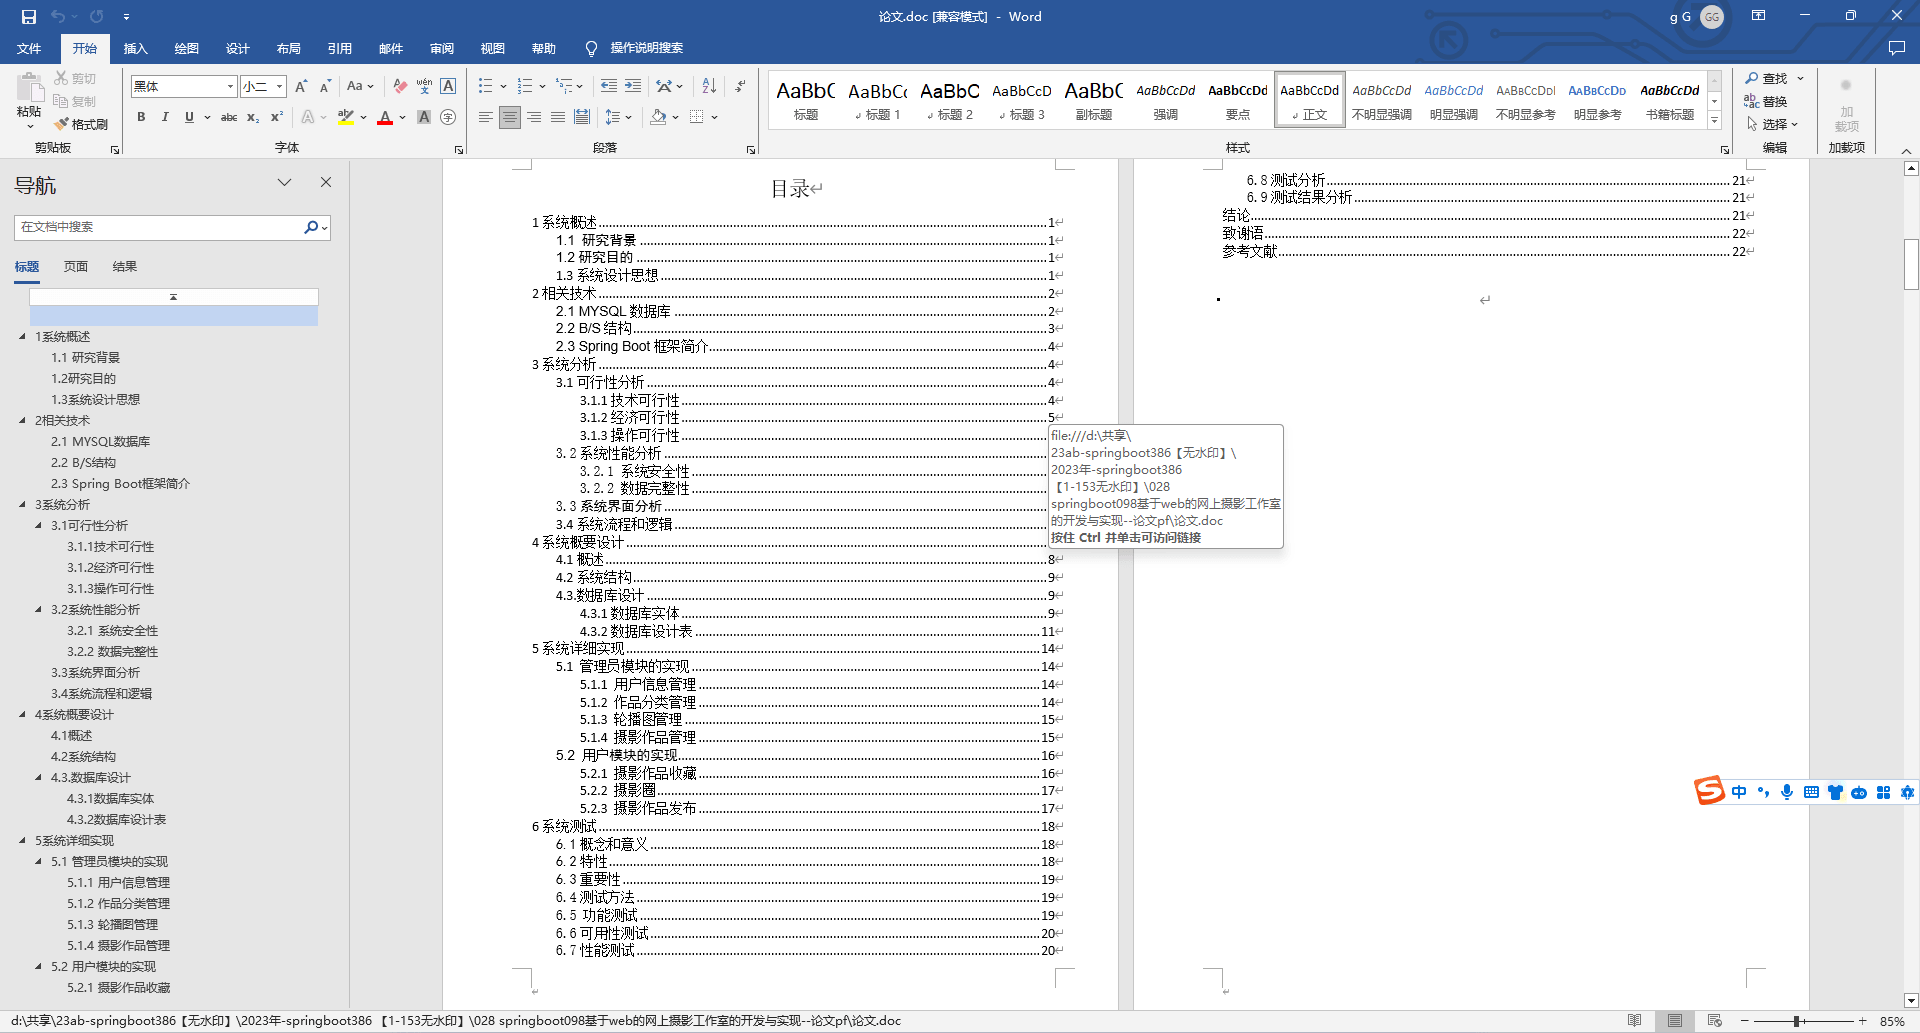 论文.doc [兼容模式] - Word
g G
GG
文件
开始
插入
绘图
设计
布局
引用
邮件
审阅
视图
帮助
操作说明搜索
粘贴
剪切
复制
格式刷
剪贴板
黑体
小二
字体
段落
AaBbC 标题
AaBbCc 标题 1
AaBbC 标题 2
AaBbCcD 标题 3
AaBbC 副标题
AaBbCcDd 强调
AaBbCcDd 要点
AaBbCcDd 正文
AaBbCcDd 不明显强调
AaBbCcDd 明显强调
AaBbCcDd 不明显参考
AaBbCcDd 明显参考
AaBbCcDd 书籍标题
样式
查找
替换
选择
编辑
加载项
加载项
导航
在文档中搜索
标题
页面
结果
1系统概述
1.1 研究背景
1.2研究目的
1.3系统设计思想
2相关技术
2.1 MYSQL数据库
2.2 B/S结构
2.3 Spring Boot框架简介
3系统分析
3.1可行性分析
3.1.1技术可行性
3.1.2经济可行性
3.1.3操作可行性
3.2系统性能分析
3.2.1 系统安全性
3.2.2 数据完整性
3.3系统界面分析
3.4系统流程和逻辑
4系统概要设计
4.1概述
4.2系统结构
4.3.数据库设计
4.3.1数据库实体
4.3.2数据库设计表
5系统详细实现
5.1 管理员模块的实现
5.1.1 用户信息管理
5.1.2 作品分类管理
5.1.3 轮播图管理
5.1.4 摄影作品管理
5.2 用户模块的实现
5.2.1 摄影作品收藏
目录
1 系统概述 1
1.1 研究背景 1
1.2 研究目的 1
1.3 系统设计思想 1
2 相关技术 2
2.1 MYSQL 数据库 2
2.2 B/S 结构 3
2.3 Spring Boot 框架简介 4
3 系统分析 4
3.1 可行性分析 4
3.1.1 技术可行性 4
3.1.2 经济可行性 5
3.1.3 操作可行性
3.2 系统性能分析
3.2.1 系统安全性
3.2.2 数据完整性
3.3 系统界面分析
3.4 系统流程和逻辑
4 系统概要设计
4.1 概述 8
4.2 系统结构 9
4.3.数据库设计 9
4.3.1 数据库实体 9
4.3.2 数据库设计表 11
5 系统详细实现 14
5.1 管理员模块的实现 14
5.1.1 用户信息管理 14
5.1.2 作品分类管理 14
5.1.3 轮播图管理 15
5.1.4 摄影作品管理 15
5.2 用户模块的实现 16
5.2.1 摄影作品收藏 16
5.2.2 摄影圈 17
5.2.3 摄影作品发布 17
6 系统测试 18
6.1 概念和意义 18
6.2 特性 18
6.3 重要性 19
6.4 测试方法 19
6.5 功能测试 19
6.6 可用性测试 20
6.7 性能测试 20
6.8 测试分析 21
6.9 测试结果分析 21
结论 21
致谢语 22
参考文献 22
file:///d:\共享\
23ab-springboot386【无水印】\
2023年-springboot386
【1-153无水印】\028
springboot098基于web的网上摄影工作室
的开发与实现--论文pf\论文.doc
按住 Ctrl 并单击可访问链接
中
d:\共享\23ab-springboot386【无水印】\2023年-springboot386 【1-153无水印】\028 springboot098基于web的网上摄影工作室的开发与实现--论文pf\论文.doc
85%